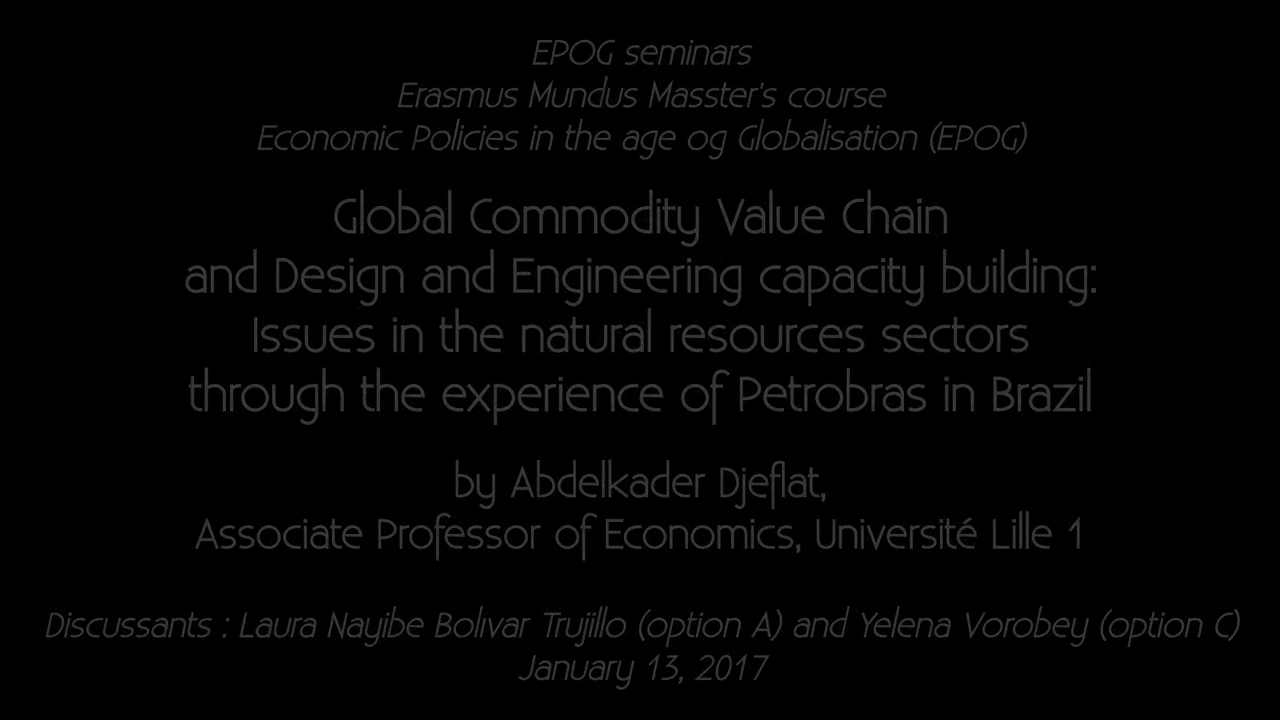 EPOG seminars
Erasmus Mundus Masster's course
Economic Policies in the age og Globalisation (EPOG)
Global Commodity Value Chain
and Design and Engineering capacity building:
Issues in the natural resources sectors
through the experience of Petrobras in Brazil
by Abdelkader Djeflat,
Associate Professor of Economics, Université Lille 1
Discussants : Laura Nayibe Bolivar Trujillo (option A) and Yelena Vorobey (option C)
January 13, 2017